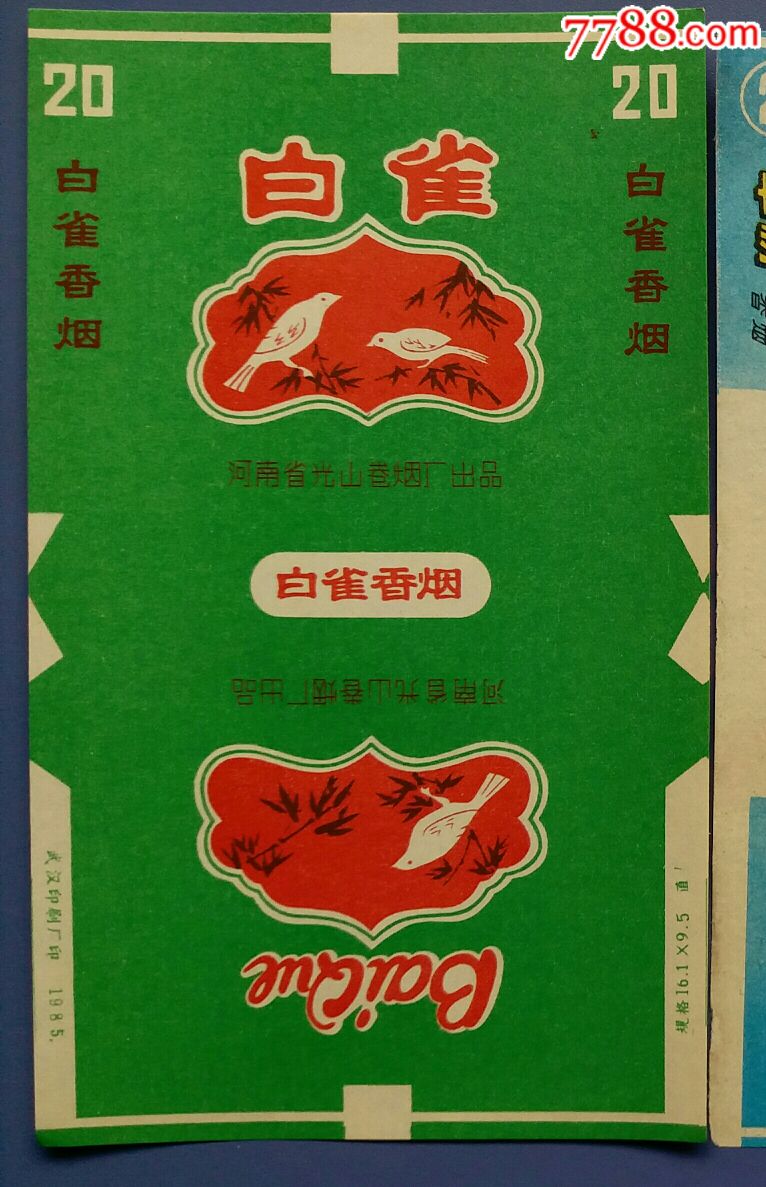 7788.com
20
20
白雀
白雀香烟
白雀香烟
河南省光山卷烟厂出品
白雀香烟
河南省光山卷烟厂出品
BaiQue
武汉印刷厂印 1985.
规格16.1×9.5 直